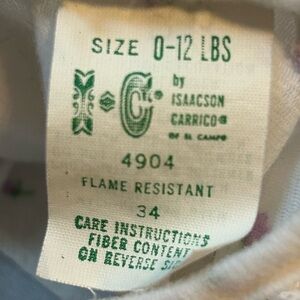 SIZE 0-12 LBS
I-C® by
ISAACSON
CARRICO®
OF EL CAMPO
4904
FLAME RESISTANT
34
CARE INSTRUCTIONS
FIBER CONTENT
ON REVERSE